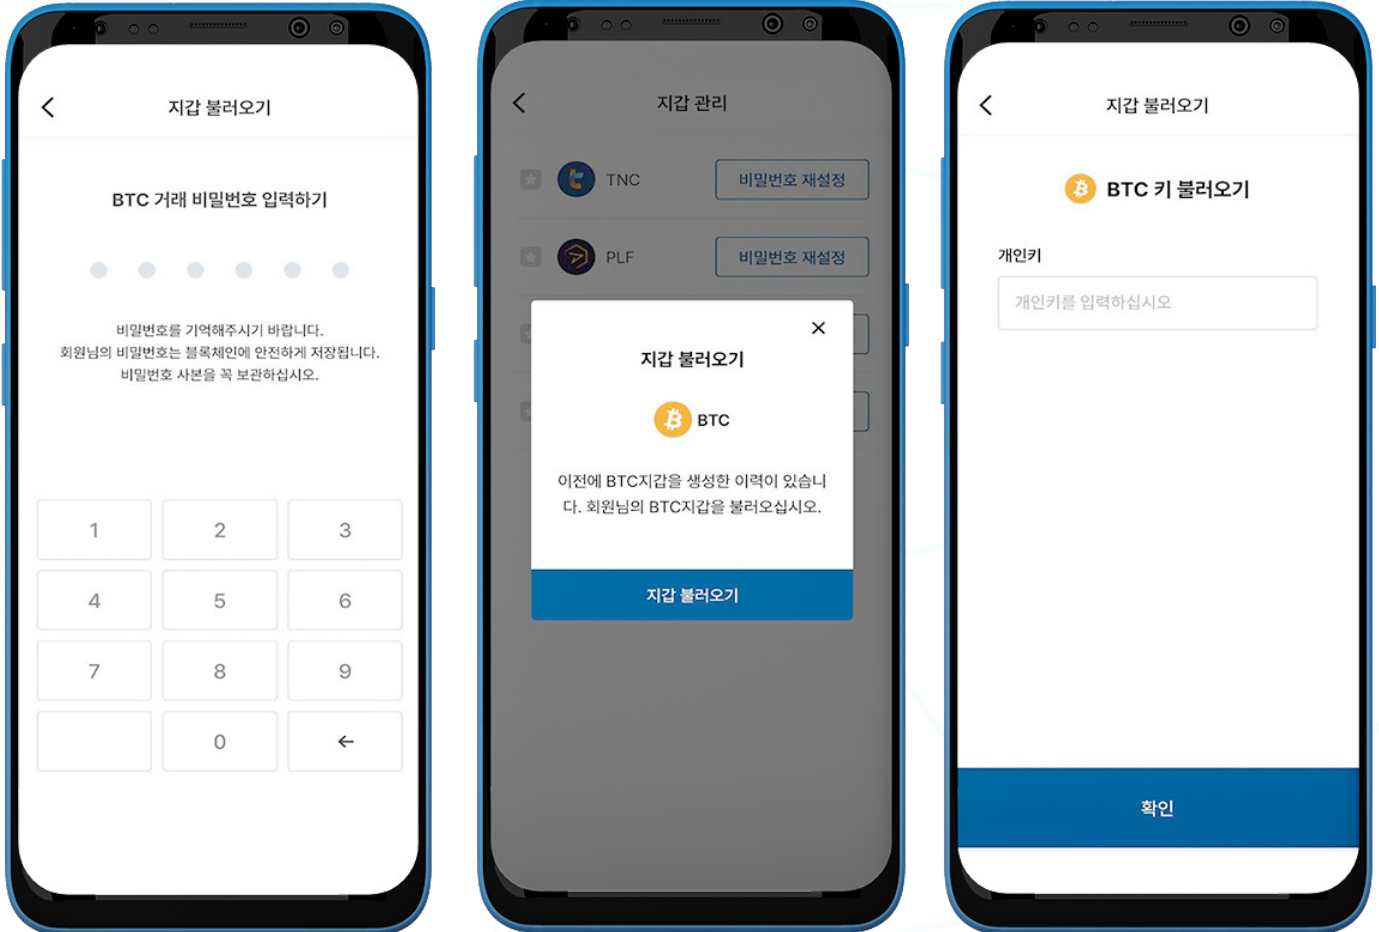 지갑 불러오기
BTC 거래 비밀번호 입력하기
비밀번호를 기억해주시기 바랍니다.
회원님의 비밀번호는 블록체인에 안전하게 저장됩니다.
비밀번호 사본을 꼭 보관하십시오.
1 2 3
4 5 6
7 8 9
0 ←
지갑 관리
TNC 비밀번호 재설정
PLF 비밀번호 재설정
지갑 불러오기
BTC
이전에 BTC지갑을 생성한 이력이 있습니
다. 회원님의 BTC지갑을 불러오십시오.
지갑 불러오기
지갑 불러오기
BTC 키 불러오기
개인키
개인키를 입력하십시오
확인